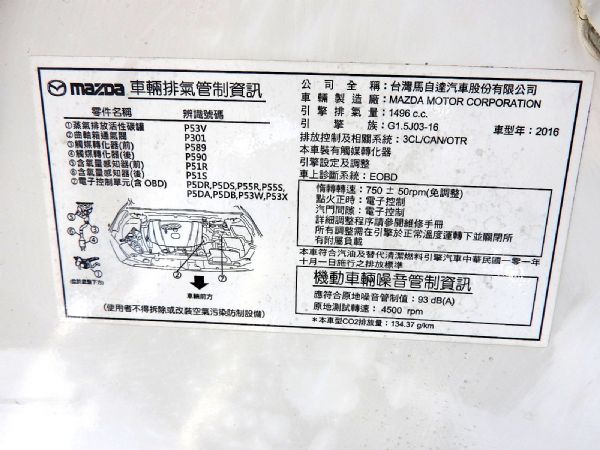 mazda 車輛排氣管制資訊
零件名稱 辨識號碼
①蒸氣排放活性碳罐 P53V
②曲軸箱通氣閥 P301
③觸媒轉化器(前) P589
④觸媒轉化器(後) P590
⑤含氧量感知器(前) P51R
⑥含氧量感知器(後) P51S
⑦電子控制單元(含 OBD) P5DR,P5DS,P55R,P55S,
P5DA,P5DB,P53W,P53X
車輛前方
(使用者不得拆除或改裝空氣污染防制設備)
公司全稱:台灣馬自達汽車股份有限公司
車輛製造廠:MAZDA MOTOR CORPORATION
引擎排氣量:1496 c.c.
引擎族:G1.5J03-16 車型年:2016
排放控制及相關系統:3CL/CAN/OTR
本車裝有觸媒轉化器
引擎設定及調整
車上診斷系統:EOBD
惰轉轉速:750 ± 50rpm(免調整)
點火正時:電子控制
汽門間隙:電子控制
詳細調整程序請參閱維修手冊
所有調整需在引擎於正常溫度運轉下並關閉所
有附屬負載
本車符合汽油及替代清潔燃料引擎汽車中華民國一零一年
十月一日施行之排放標準
機動車輛噪音管制資訊
應符合原地噪音管制值:93 dB(A)
原地測試轉速:4500 rpm
*本車型CO2排放量:134.37 g/km